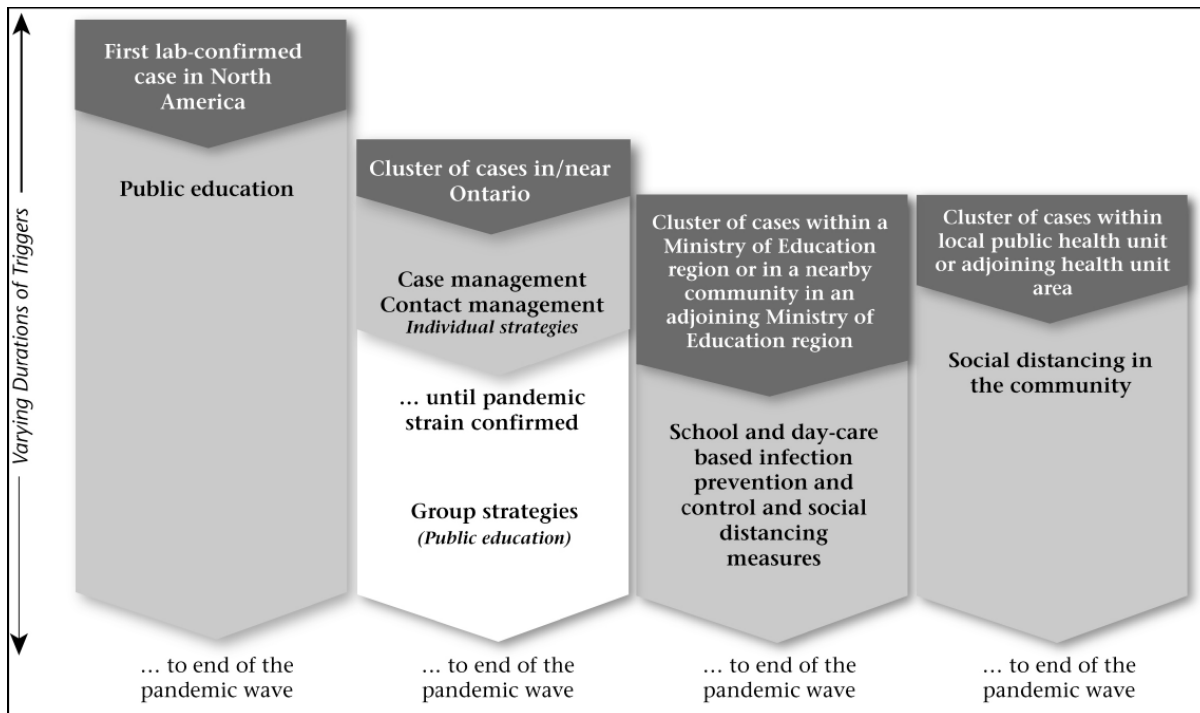 Varying Durations of Triggers
First lab-confirmed
case in North
America
Public education
... to end of the
pandemic wave
Cluster of cases in/near
Ontario
Case management
Contact management
Individual strategies
... until pandemic
strain confirmed
Group strategies
(Public education)
... to end of the
pandemic wave
Cluster of cases within a
Ministry of Education
region or in a nearby
community in an
adjoining Ministry of
Education region
School and day-care
based infection
prevention and
control and social
distancing
measures
... to end of the
pandemic wave
Cluster of cases within
local public health unit
or adjoining health unit
area
Social distancing in
the community
... to end of the
pandemic wave